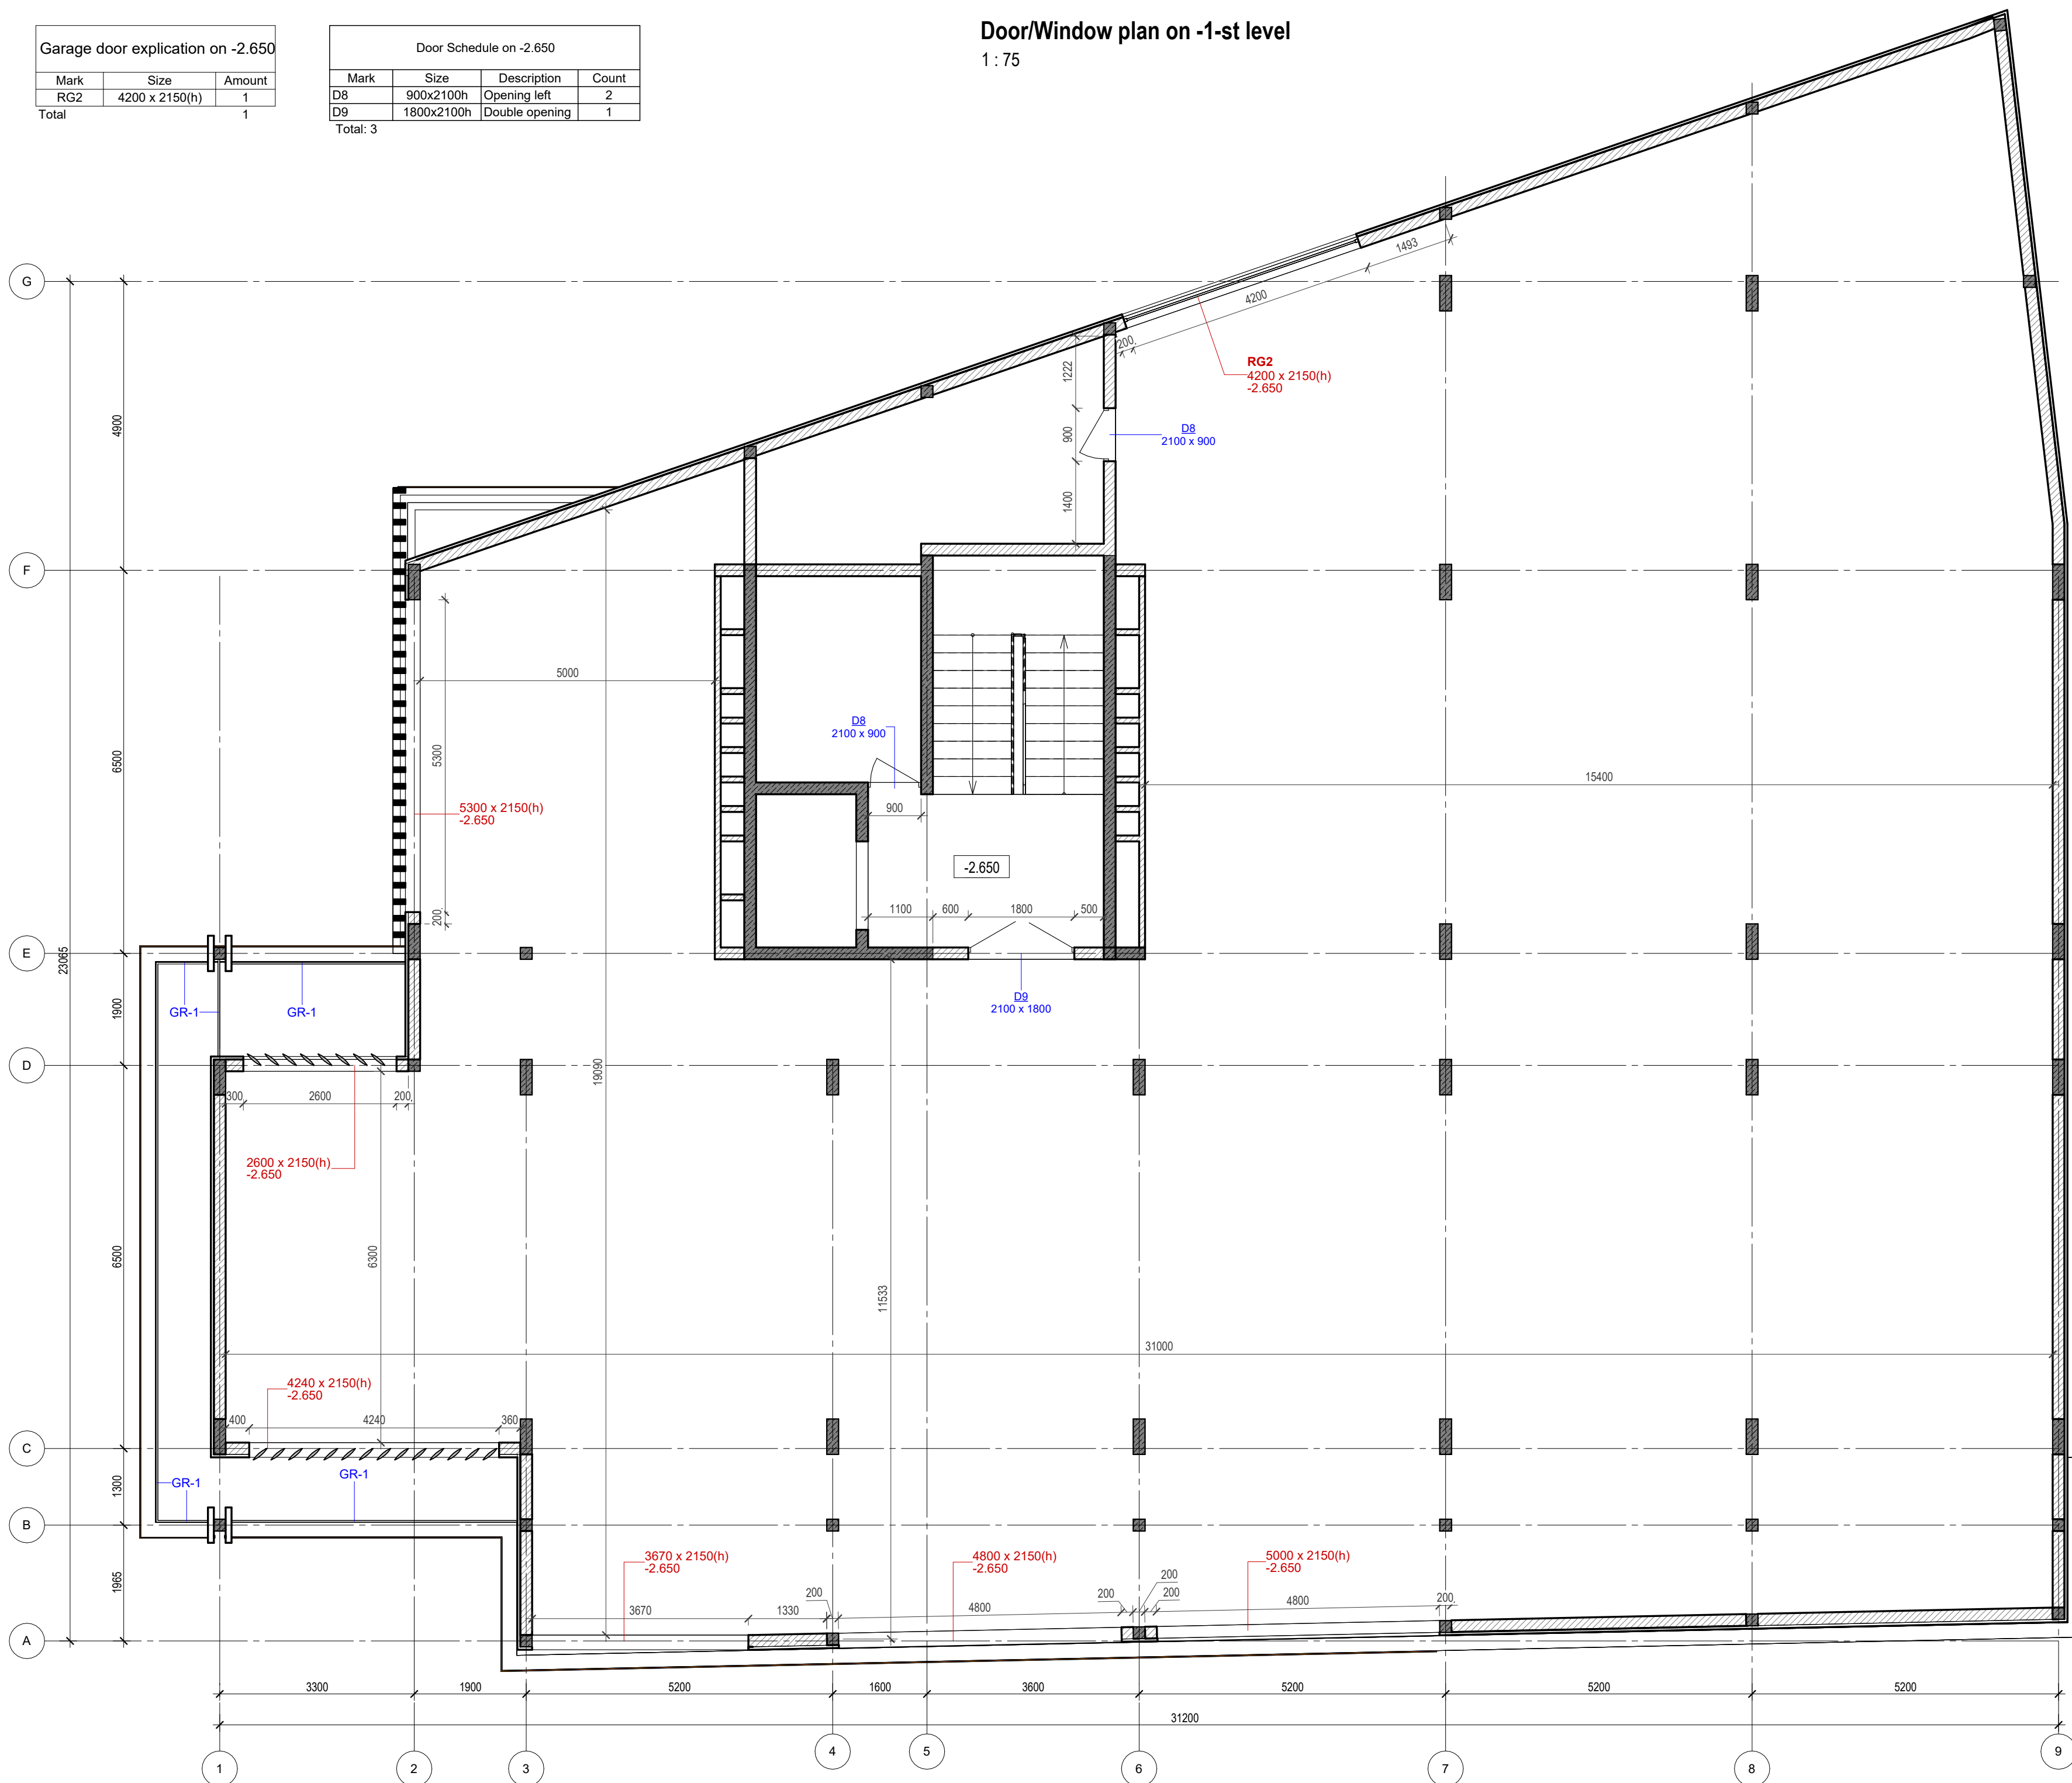 Door/Window plan on -1-st level
1 : 75
Garage door explication on -2.650
Mark Size Amount
RG2 4200 x 2150(h) 1
Total 1
Door Schedule on -2.650
Mark Size Description Count
D8 900x2100h Opening left 2
D9 1800x2100h Double opening 1
Total: 3
G
1493
4200
200
RG2
4200 x 2150(h)
-2.650
1222
4900
900
D8
2100 x 900
1400
F
5000
5300
6500
D8
2100 x 900
15400
5300 x 2150(h)
-2.650
900
-2.650
200
1100 600 1800 500
E
23065
D9
2100 x 1800
1900
GR-1
GR-1
D
19090
300 2600 200
2600 x 2150(h)
-2.650
6500
6300
11533
31000
4240 x 2150(h)
-2.650
400 4240 360
C
GR-1
GR-1
1300
B
3670 x 2150(h)
-2.650
4800 x 2150(h)
-2.650
5000 x 2150(h)
-2.650
1965
200
200
200
200
200
3670 1330 4800 4800
A
3300 1900 5200 1600 3600 5200 5200 5200
31200
1 2 3 4 5 6 7 8 9